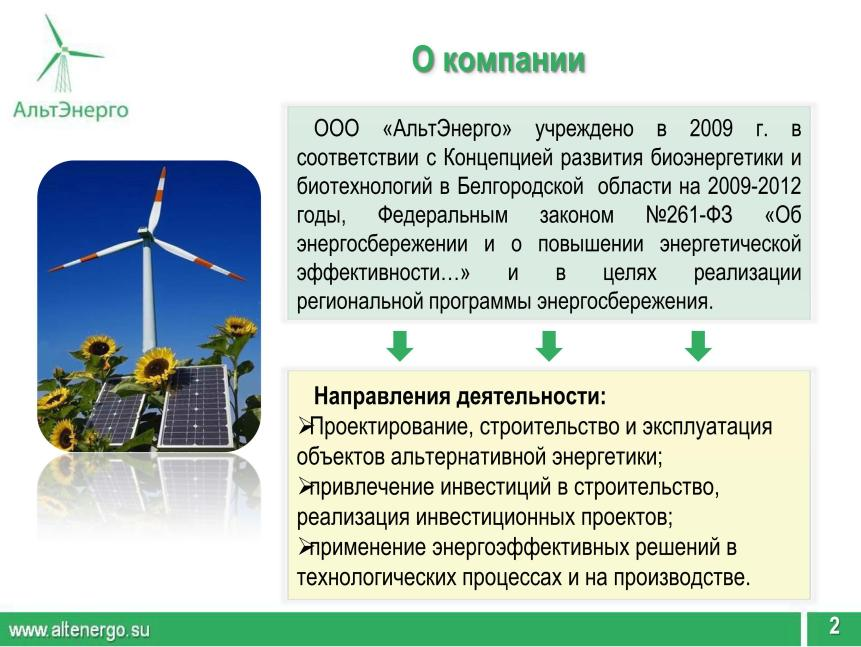 АльтЭнерго
О компании
ООО «АльтЭнерго» учреждено в 2009 г. в
соответствии с Концепцией развития биоэнергетики и
биотехнологий в Белгородской области на 2009-2012
годы, Федеральным законом №261-ФЗ «Об
энергосбережении и о повышении энергетической
эффективности…» и в целях реализации
региональной программы энергосбережения.
Направления деятельности:
➢Проектирование, строительство и эксплуатация
объектов альтернативной энергетики;
➢привлечение инвестиций в строительство,
реализация инвестиционных проектов;
➢применение энергоэффективных решений в
технологических процессах и на производстве.
www.altenergo.su
2